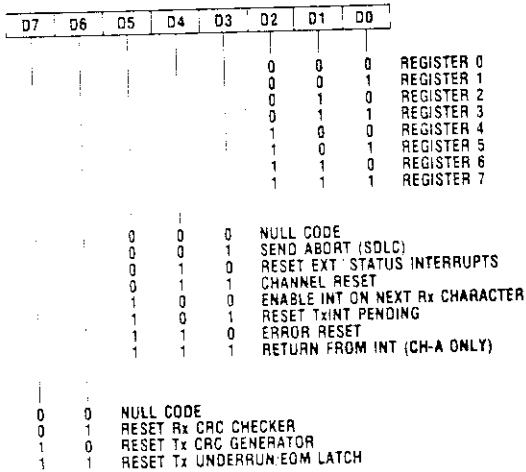 D7 D6 D5 D4 D3 D2 D1 D0
0 0 0 REGISTER 0
0 0 1 REGISTER 1
0 1 0 REGISTER 2
0 1 1 REGISTER 3
1 0 0 REGISTER 4
1 0 1 REGISTER 5
1 1 0 REGISTER 6
1 1 1 REGISTER 7
0 0 0 NULL CODE
0 0 1 SEND ABORT (SDLC)
0 1 0 RESET EXT STATUS INTERRUPTS
0 1 1 CHANNEL RESET
1 0 0 ENABLE INT ON NEXT Rx CHARACTER
1 0 1 RESET TxINT PENDING
1 1 0 ERROR RESET
1 1 1 RETURN FROM INT (CH-A ONLY)
0 0 NULL CODE
0 1 RESET Rx CRC CHECKER
1 0 RESET Tx CRC GENERATOR
1 1 RESET Tx UNDERRUN/EOM LATCH